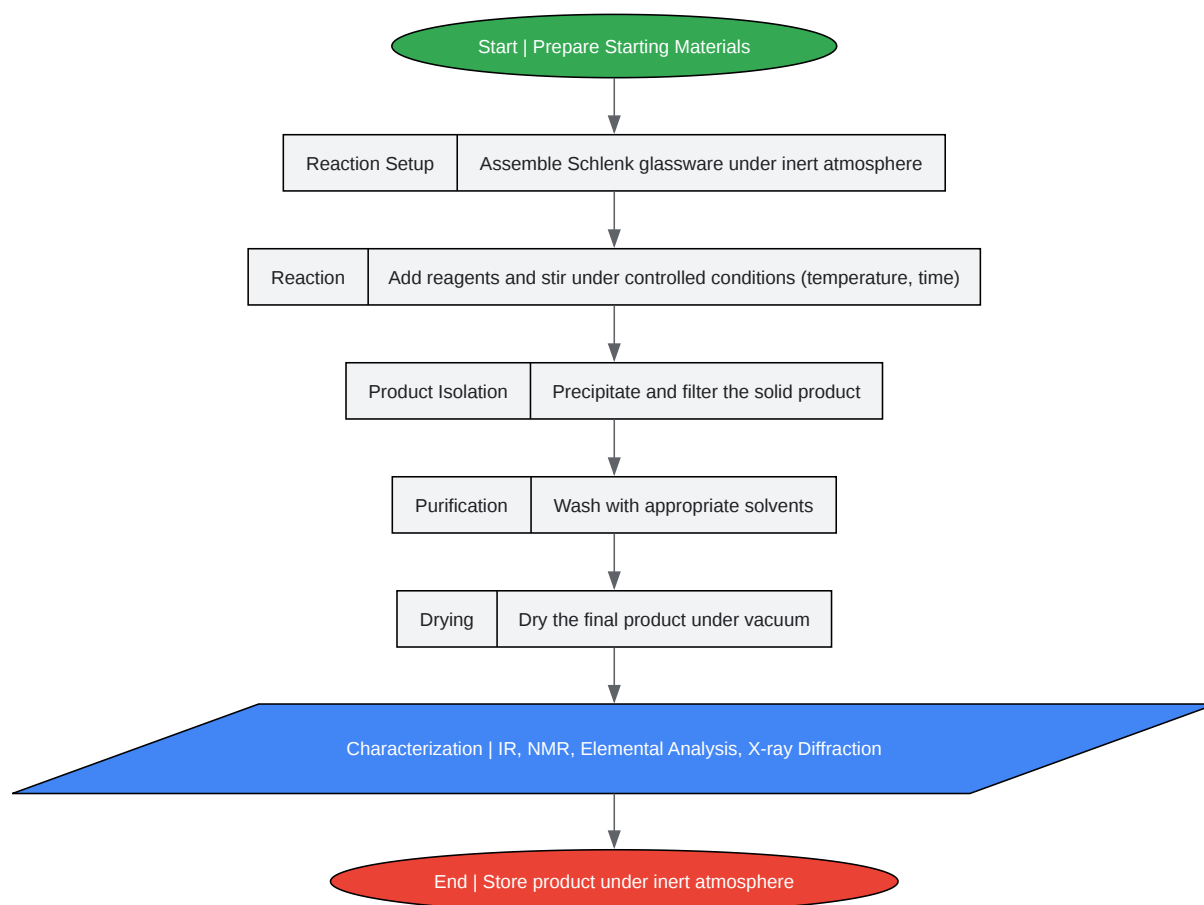 Start | Prepare Starting Materials
Reaction Setup Assemble Schlenk glassware under inert atmosphere
Reaction Add reagents and stir under controlled conditions (temperature, time)
Product Isolation Precipitate and filter the solid product
Purification Wash with appropriate solvents
Drying Dry the final product under vacuum
Characterization | IR, NMR, Elemental Analysis, X-ray Diffraction
End | Store product under inert atmosphere